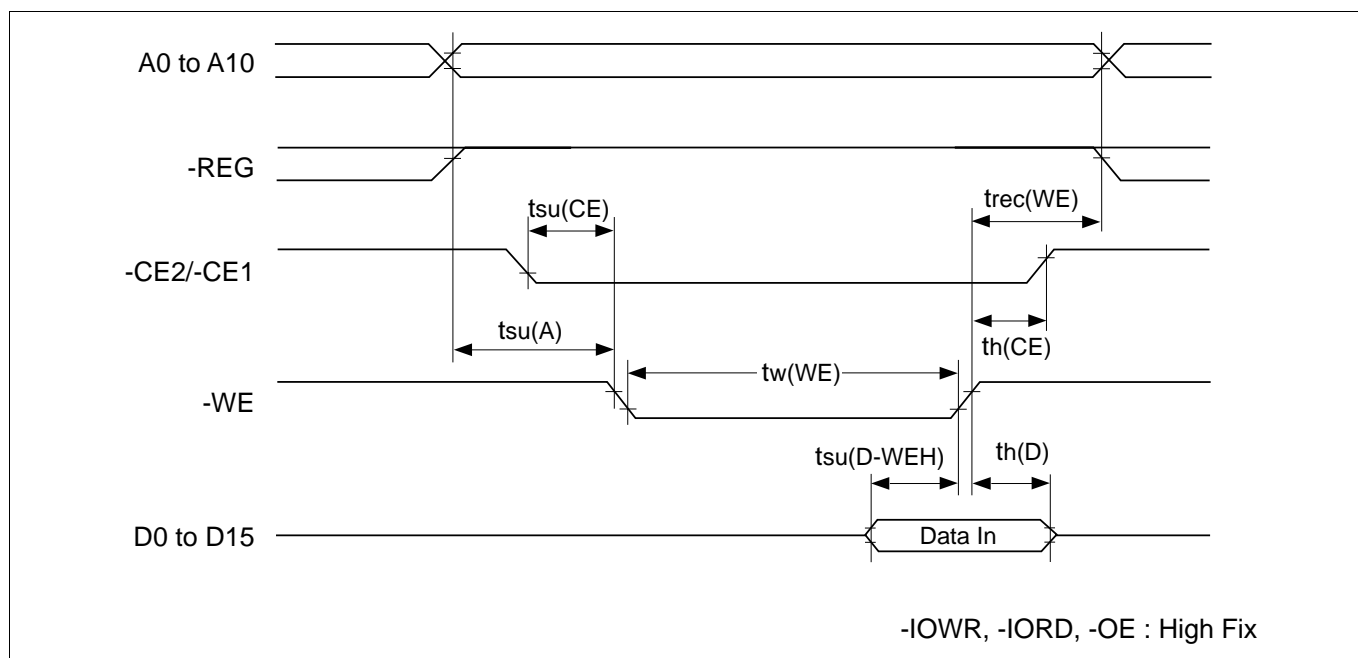 A0 to A10
-REG
tsu(CE)
trec(WE)
-CE2/-CE1
tsu(A)
th(CE)
tw(WE)
-WE
tsu(D-WEH)
th(D)
D0 to D15
Data In
-IOWR, -IORD, -OE : High Fix